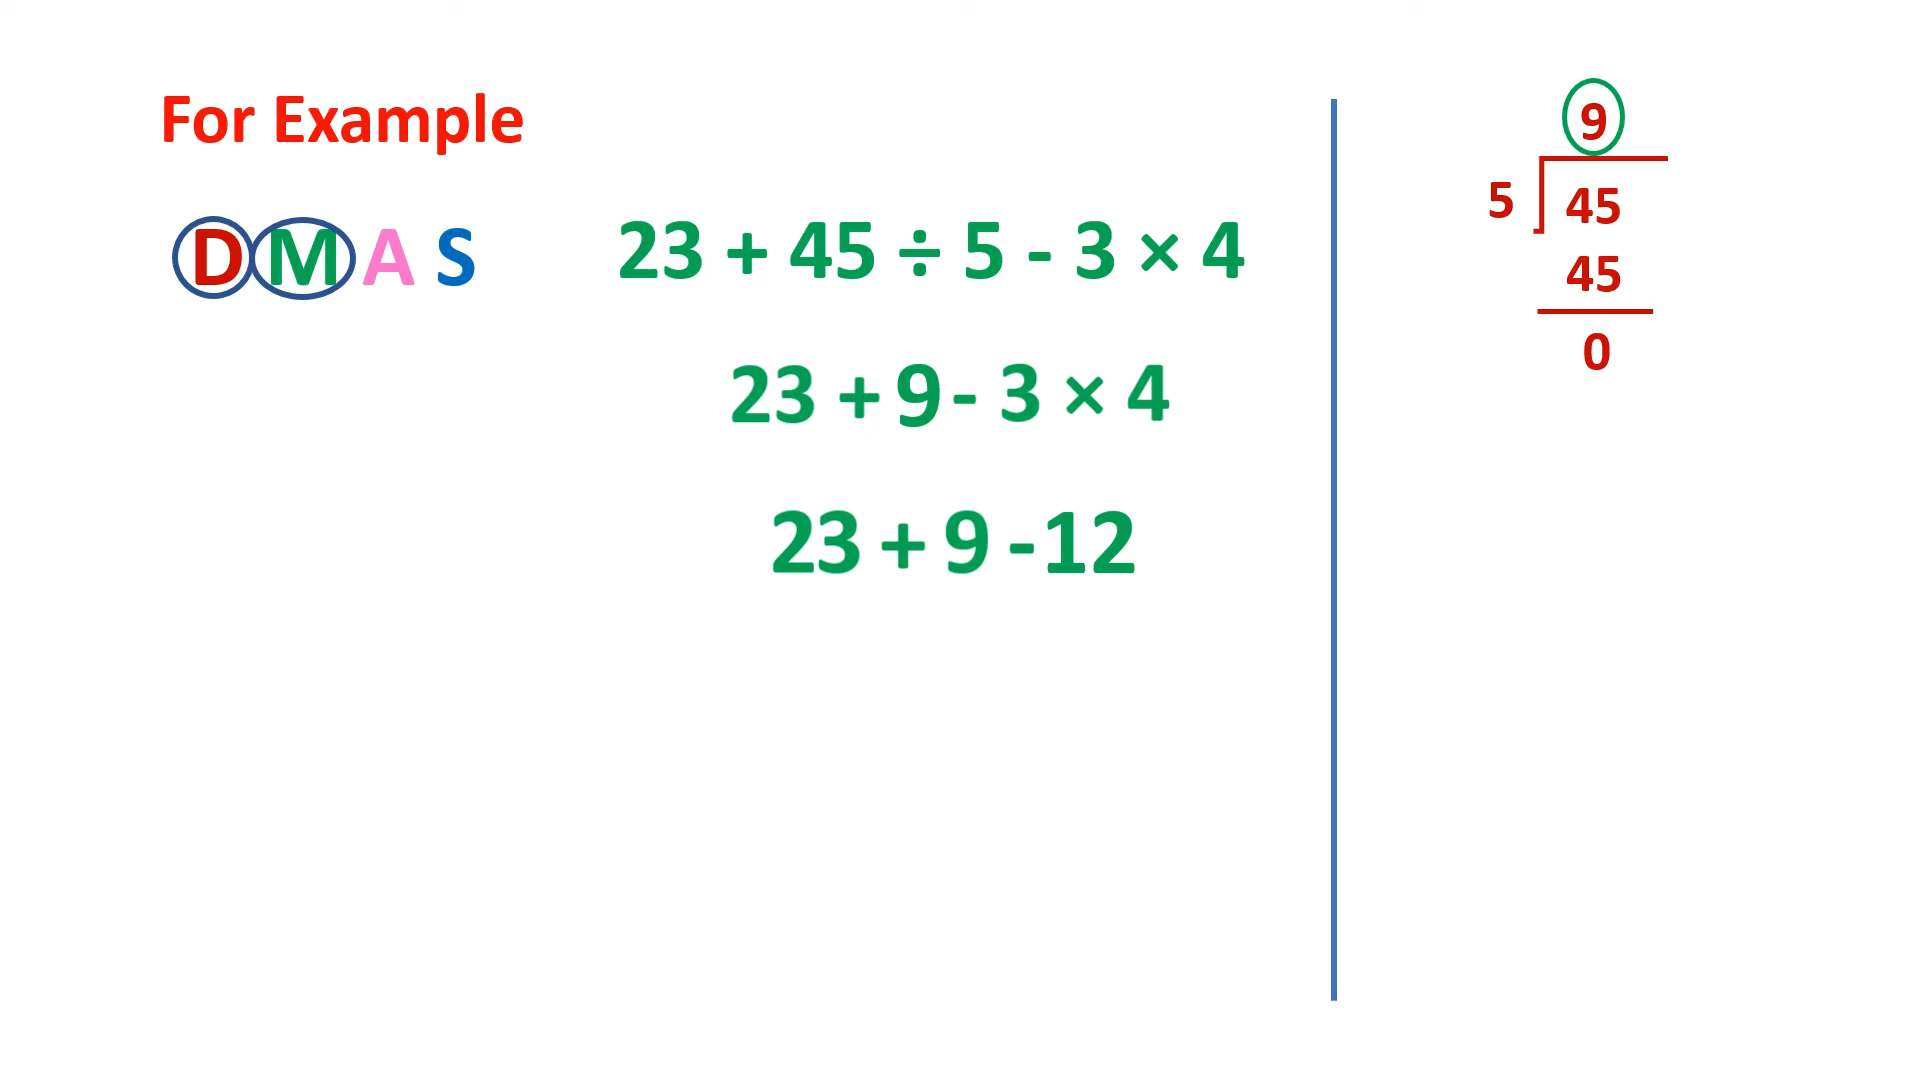 For Example
DMAS
23 + 45 ÷ 5 - 3 × 4
23 + 9 - 3 × 4
23 + 9 -12
9
5 45
45
0